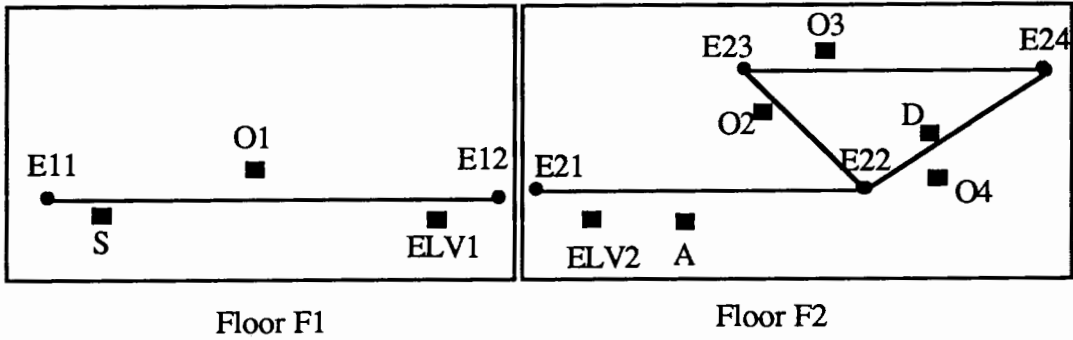 E11
O1
E12
S
ELV1
Floor F1
O3
E23
E24
O2
D
E21
E22
O4
ELV2
A
Floor F2